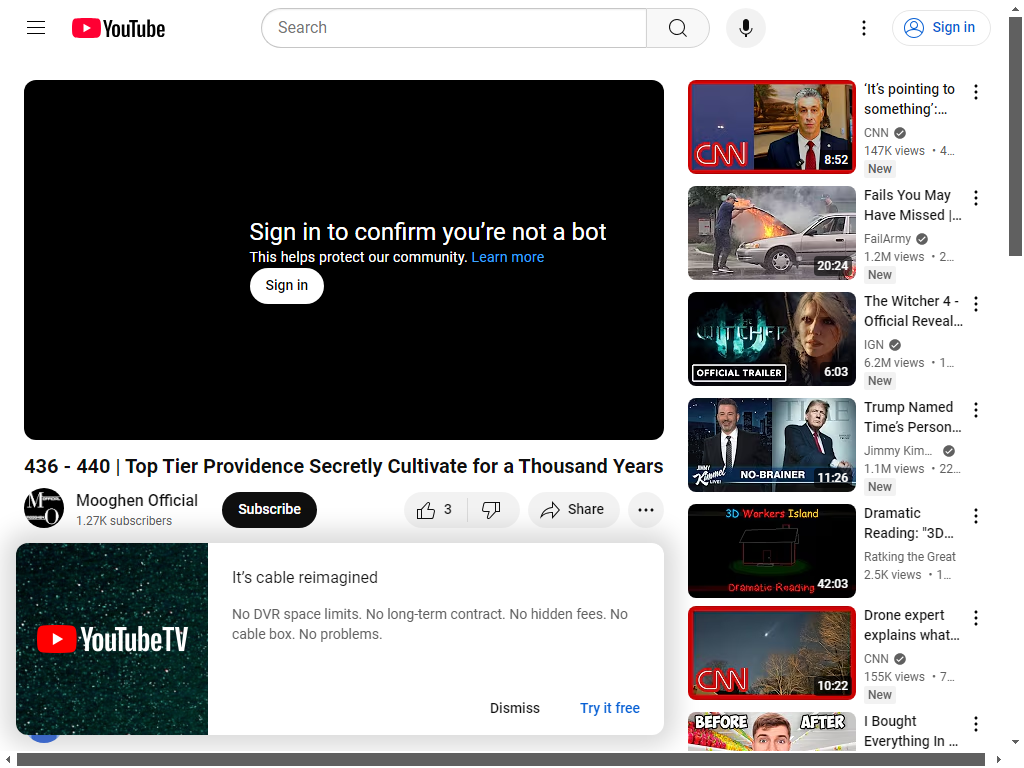 YouTube
Search
Sign in
Sign in to confirm you’re not a bot
This helps protect our community. Learn more
Sign in
436 - 440 | Top Tier Providence Secretly Cultivate for a Thousand Years
Mooghen Official
1.27K subscribers
Subscribe
3
Share
YouTubeTV
It’s cable reimagined
No DVR space limits. No long-term contract. No hidden fees. No
cable box. No problems.
Dismiss
Try it free
CNN
8:52
‘It’s pointing to
something’:...
CNN
147K views • 4...
New
20:24
Fails You May
Have Missed |...
FailArmy
1.2M views • 2...
New
THE
WITCHER
OFFICIAL TRAILER
6:03
The Witcher 4 -
Official Reveal...
IGN
6.2M views • 1...
New
TIME
JIMMY
Kimmel
LIVE!
NO-BRAINER
11:26
Trump Named
Time’s Person...
Jimmy Kim...
1.1M views • 22...
New
3D Workers Island
Dramatic Reading
42:03
Dramatic
Reading: "3D...
Ratking the Great
2.5K views • 1...
CNN
10:22
Drone expert
explains what...
CNN
155K views • 7...
New
BEFORE
AFTER
I Bought
Everything In ...